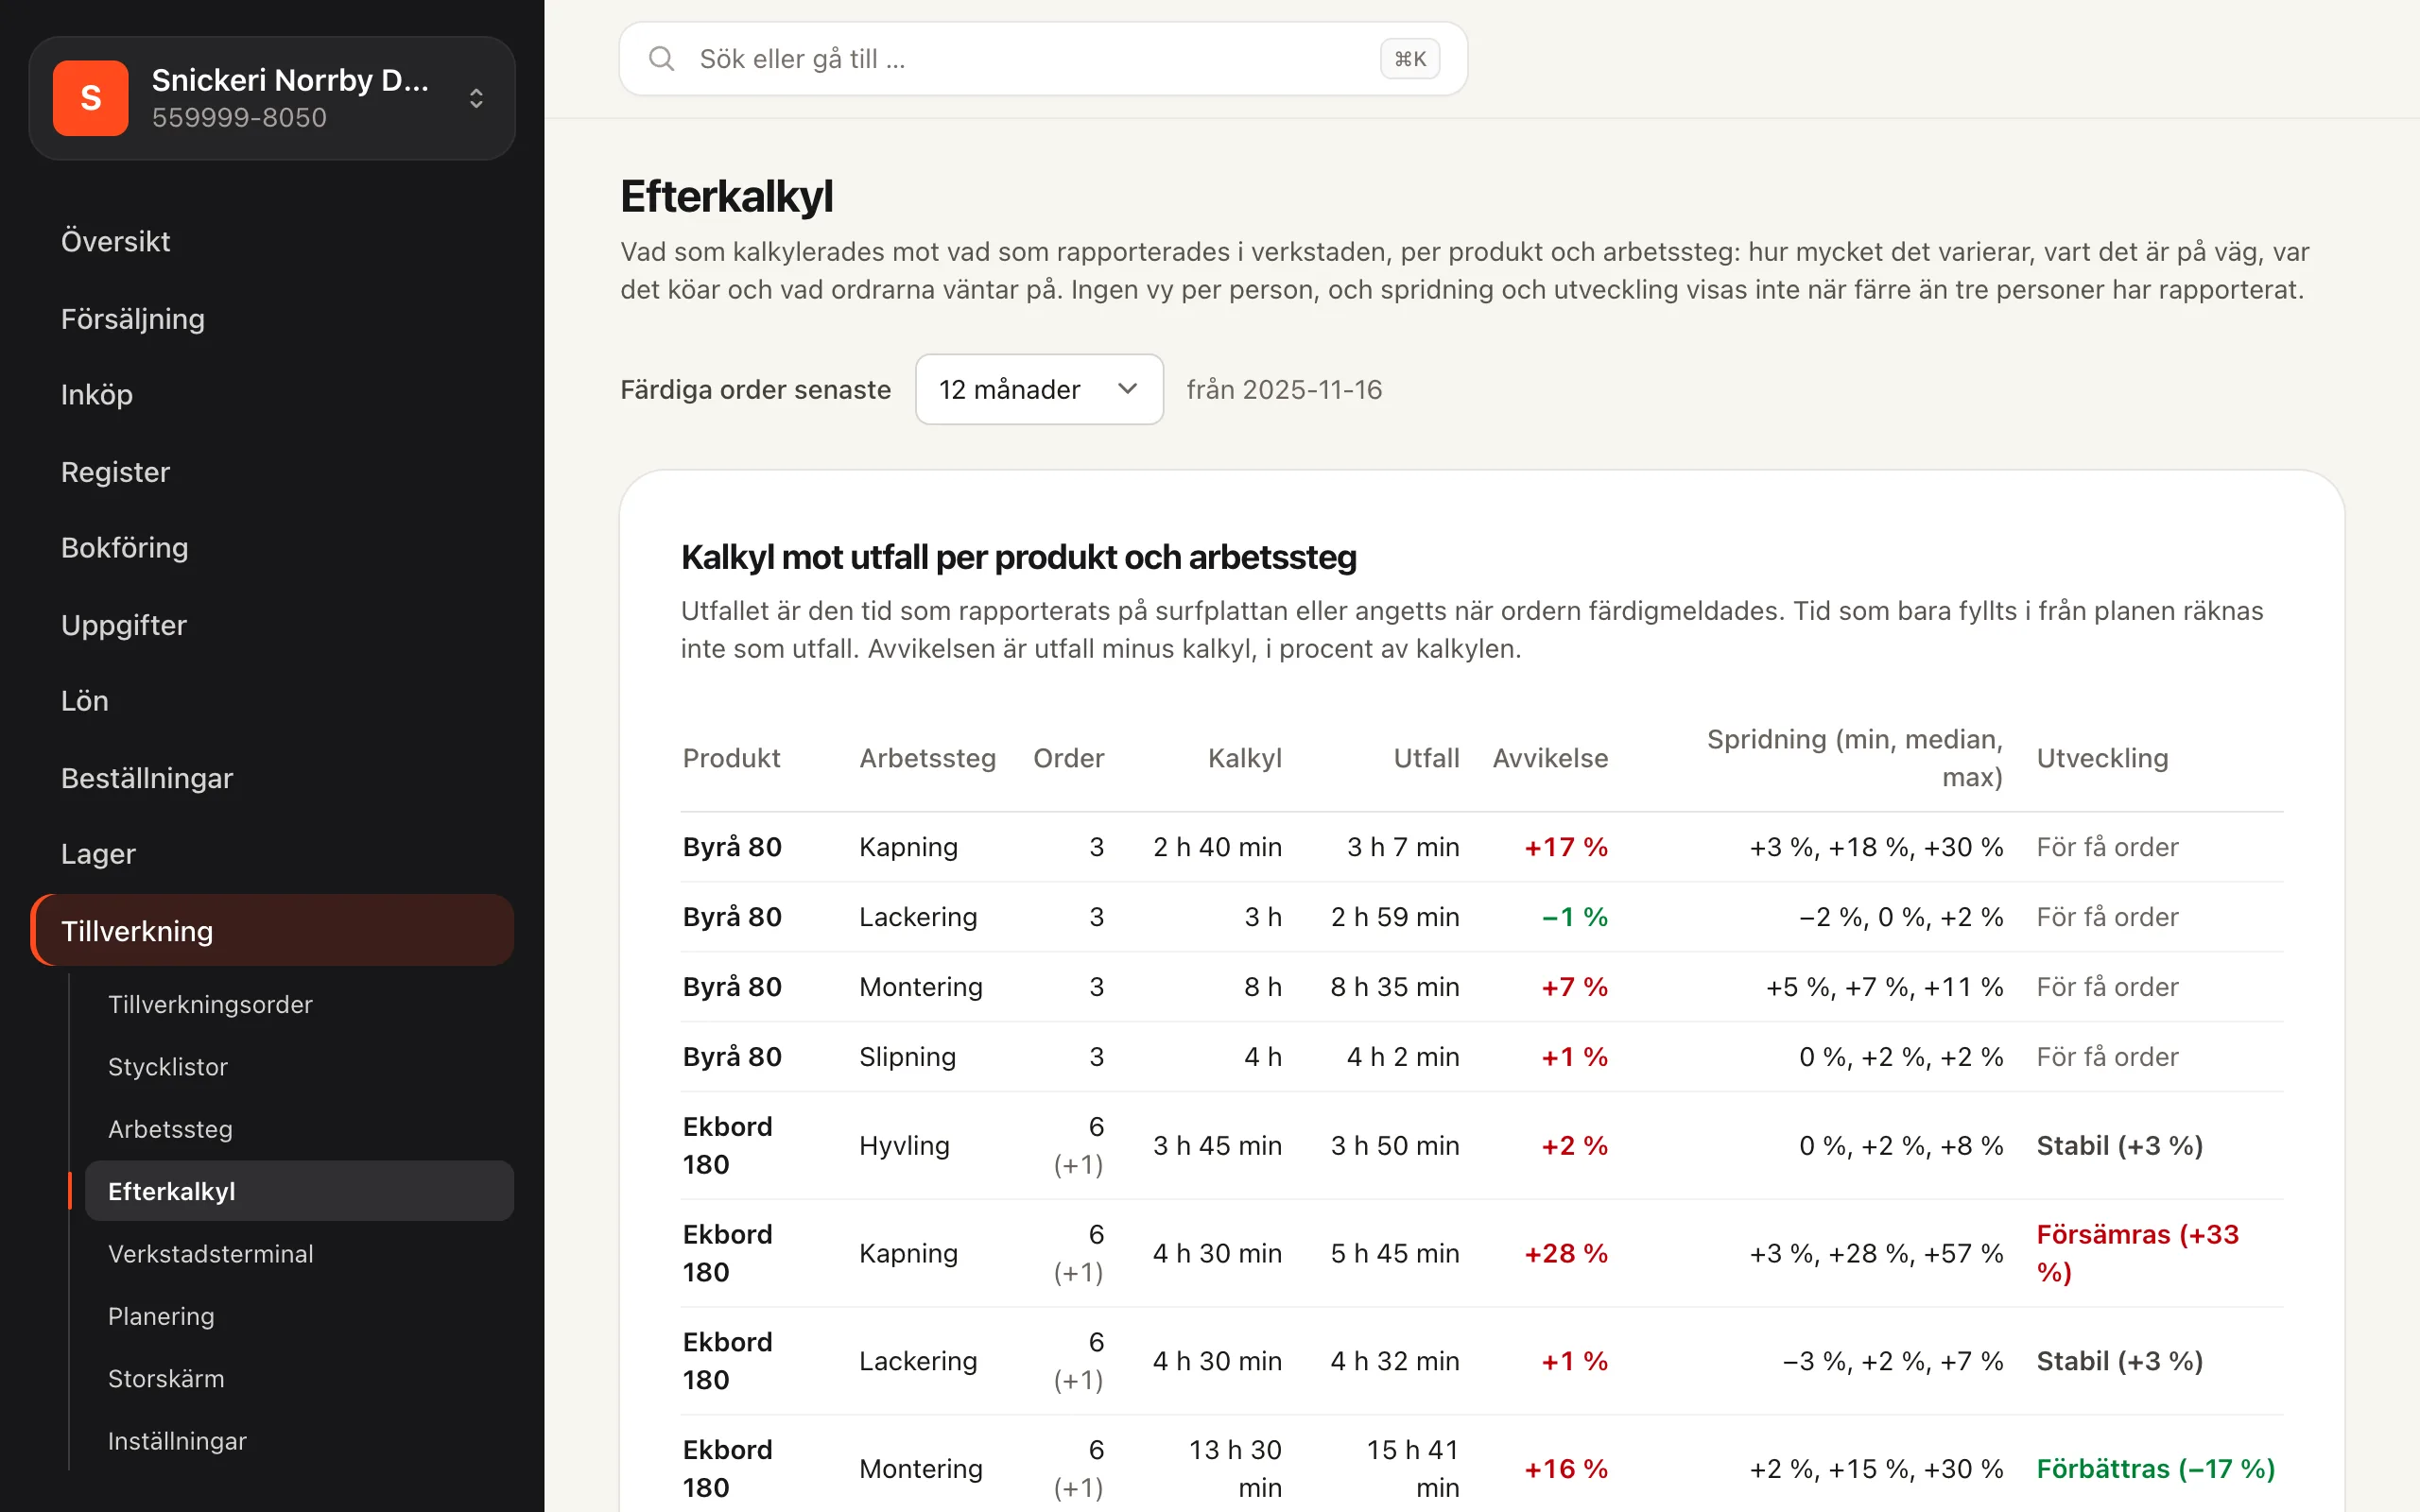 S
Snickeri Norrby D...
559999-8050
Översikt
Försäljning
Inköp
Register
Bokföring
Uppgifter
Lön
Beställningar
Lager
Tillverkning
Tillverkningsorder
Stycklistor
Arbetssteg
Efterkalkyl
Verkstadsterminal
Planering
Storskärm
Inställningar
Sök eller gå till ...
⌘K
Efterkalkyl
Vad som kalkylerades mot vad som rapporterades i verkstaden, per produkt och arbetssteg: hur mycket det varierar, vart det är på väg, var
det köar och vad ordrarna väntar på. Ingen vy per person, och spridning och utveckling visas inte när färre än tre personer har rapporterat.
Färdiga order senaste 12 månader från 2025-11-16
Kalkyl mot utfall per produkt och arbetssteg
Utfallet är den tid som rapporterats på surfplattan eller angetts när ordern färdigmeldades. Tid som bara fyllts i från planen räknas
inte som utfall. Avvikelsen är utfall minus kalkyl, i procent av kalkylen.
Produkt Arbetssteg Order Kalkyl Utfall Avvikelse Spridning (min, median, max) Utveckling
Byrå 80 Kapning 3 2 h 40 min 3 h 7 min +17 % +3 %, +18 %, +30 % För få order
Byrå 80 Lackering 3 3 h 2 h 59 min −1 % −2 %, 0 %, +2 % För få order
Byrå 80 Montering 3 8 h 8 h 35 min +7 % +5 %, +7 %, +11 % För få order
Byrå 80 Slipning 3 4 h 4 h 2 min +1 % 0 %, +2 %, +2 % För få order
Ekbord 180 Hyvling 6 (+1) 3 h 45 min 3 h 50 min +2 % 0 %, +2 %, +8 % Stabil (+3 %)
Ekbord 180 Kapning 6 (+1) 4 h 30 min 5 h 45 min +28 % +3 %, +28 %, +57 % Försämras (+33 %)
Ekbord 180 Lackering 6 (+1) 4 h 30 min 4 h 32 min +1 % −3 %, +2 %, +7 % Stabil (+3 %)
Ekbord 180 Montering 6 (+1) 13 h 30 min 15 h 41 min +16 % +2 %, +15 %, +30 % Förbättras (−17 %)